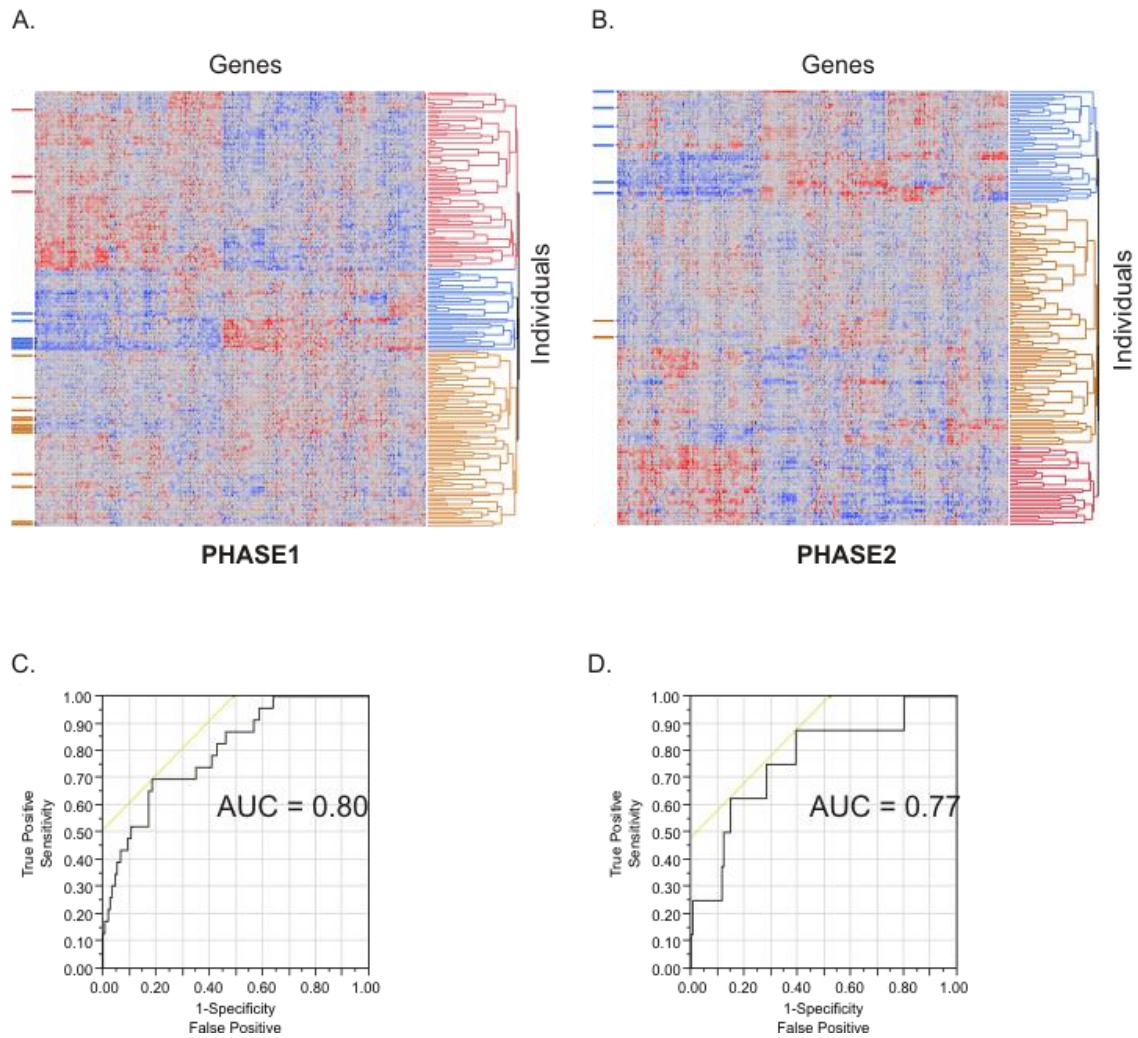 A.
B.
Genes
Genes
Individuals
Individuals
PHASE1
PHASE2
C.
D.
1.00
0.90
0.80
0.70
0.60
0.50
0.40
0.30
0.20
0.10
0.00
True Positive
Sensitivity
AUC = 0.80
0.00 0.20 0.40 0.60 0.80 1.00
1-Specificity
False Positive
1.00
0.90
0.80
0.70
0.60
0.50
0.40
0.30
0.20
0.10
0.00
True Positive
Sensitivity
AUC = 0.77
0.00 0.20 0.40 0.60 0.80 1.00
1-Specificity
False Positive